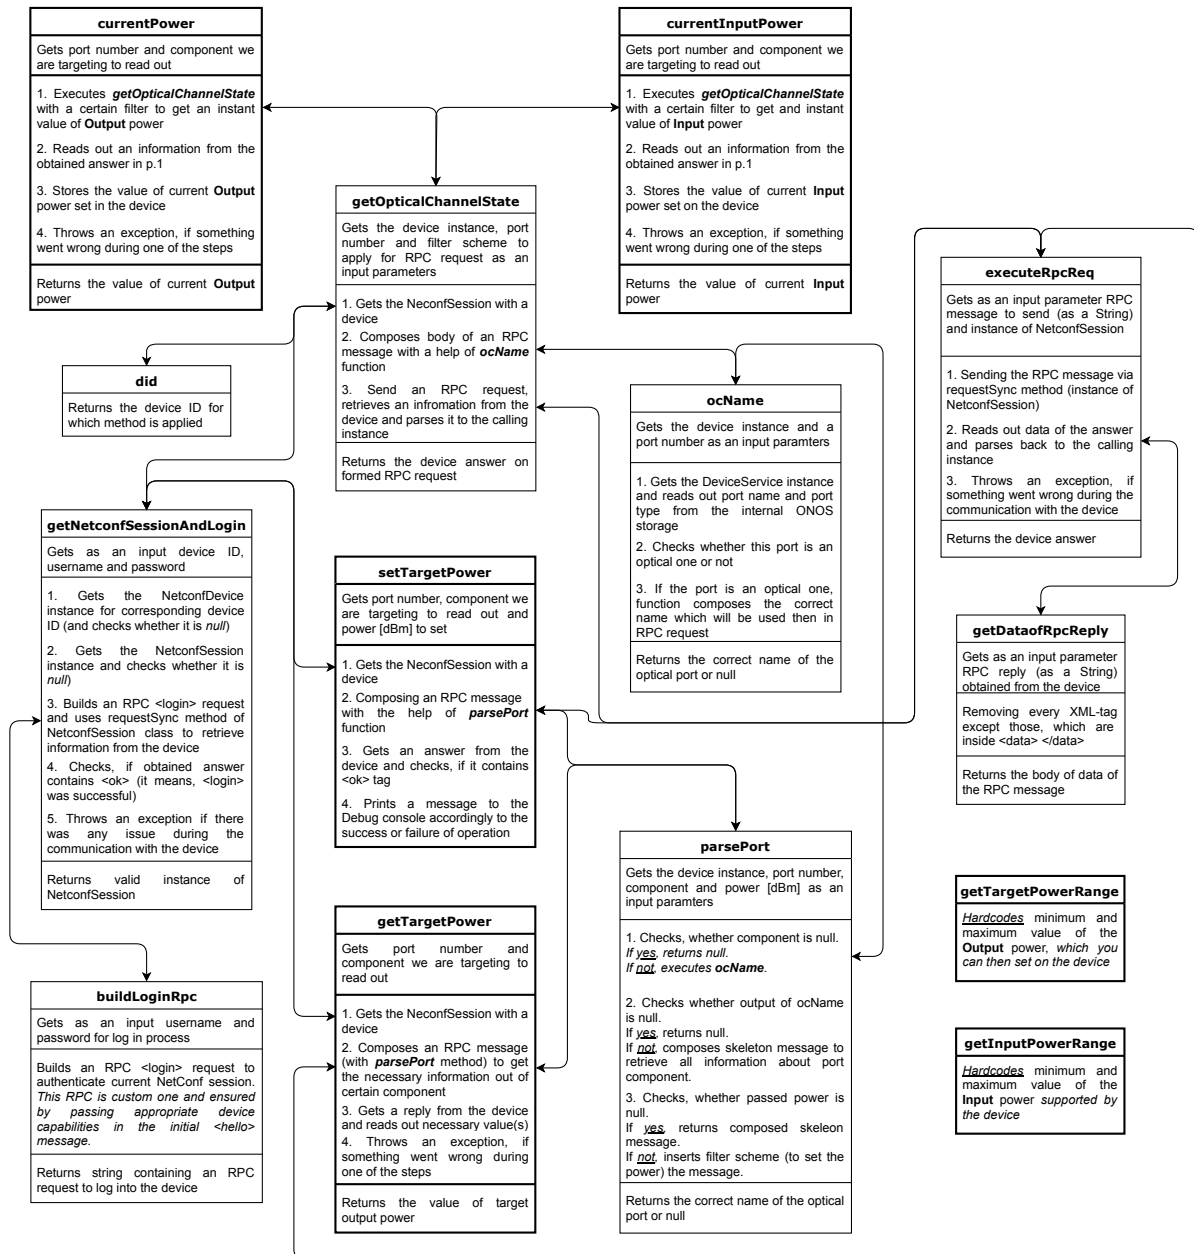 currentPower
Gets port number and component we
are targeting to read out
1. Executes getOpticalChannelState
with a certain filter to get an instant
value of Output power
2. Reads out an information from the
obtained answer in p.1
3. Stores the value of current Output
power set in the device
4. Throws an exception, if something
went wrong during one of the steps
Returns the value of current Output
power
currentInputPower
Gets port number and component we
are targeting to read out
1. Executes getOpticalChannelState
with a certain filter to get and instant
value of Input power
2. Reads out an information from the
obtained answer in p.1
3. Stores the value of current Input
power set on the device
4. Throws an exception, if something
went wrong during one of the steps
Returns the value of current Input
power
getOpticalChannelState
Gets the device instance, port
number and filter scheme to
apply for RPC request as an
input parameters
1. Gets the NeconfSession with a
device
2. Composes body of an RPC
message with a help of ocName
function
3. Send an RPC request,
retrieves an infromation from the
device and parses it to the calling
instance
Returns the device answer on
formed RPC request
executeRpcReq
Gets as an input parameter RPC
message to send (as a String)
and instance of NetconfSession
1. Sending the RPC message via
requestSync method (instance of
NetconfSession)
2. Reads out data of the answer
and parses back to the calling
instance
3. Throws an exception, if
something went wrong during the
communication with the device
Returns the device answer
did
Returns the device ID for
which method is applied
ocName
Gets the device instance and a
port number as an input paramters
1. Gets the DeviceService instance
and reads out port name and port
type from the internal ONOS
storage
2. Checks whether this port is an
optical one or not
3. If the port is an optical one,
function composes the correct
name which will be used then in
RPC request
Returns the correct name of the
optical port or null
getNetconfSessionAndLogin
Gets as an input device ID,
username and password
1. Gets the NetconfDevice
instance for corresponding device
ID (and checks whether it is null)
2. Gets the NetconfSession
instance and checks whether it is
null)
3. Builds an RPC <login> request
and uses requestSync method of
NetconfSession class to retrieve
information from the device
4. Checks, if obtained answer
contains <ok> (it means, <login>
was successful)
5. Throws an exception if there
was any issue during the
communication with the device
Returns valid instance of
NetconfSession
setTargetPower
Gets port number, component we
are targeting to read out and
power [dBm] to set
1. Gets the NeconfSession with a
device
2. Composing an RPC message
with the help of parsePort
function
3. Gets an answer from the
device and checks, if it contains
<ok> tag
4. Prints a message to the
Debug console accordingly to the
success or failure of operation
getDataofRpcReply
Gets as an input parameter
RPC reply (as a String)
obtained from the device
Removing every XML-tag
except those, which are
inside <data> </data>
Returns the body of data of
the RPC message
parsePort
Gets the device instance, port number,
component and power [dBm] as an
input paramters
1. Checks, whether component is null.
If yes, returns null.
If not, executes ocName.
2. Checks whether output of ocName
is null.
If yes, returns null.
If not, composes skeleton message to
retrieve all information about port
component.
3. Checks, whether passed power is
null.
If yes, returns composed skeleon
message.
If not, inserts filter scheme (to set the
power) the message.
Returns the correct name of the optical
port or null
getTargetPowerRange
Hardcodes minimum and
maximum value of the
Output power, which you
can then set on the device
getTargetPower
Gets port number and
component we are targeting to
read out
1. Gets the NeconfSession with a
device
2. Composes an RPC message
(with parsePort method) to get
the necessary information out of
certain component
3. Gets a reply from the device
and reads out necessary value(s)
4. Throws an exception, if
something went wrong during
one of the steps
Returns the value of target
output power
buildLoginRpc
Gets as an input username and
password for log in process
Builds an RPC <login> request to
authenticate current NetConf session.
This RPC is custom one and ensured
by passing appropriate device
capabilities in the initial <hello>
message.
Returns string containing an RPC
request to log into the device
getInputPowerRange
Hardcodes minimum and
maximum value of the
Input power supported by
the device